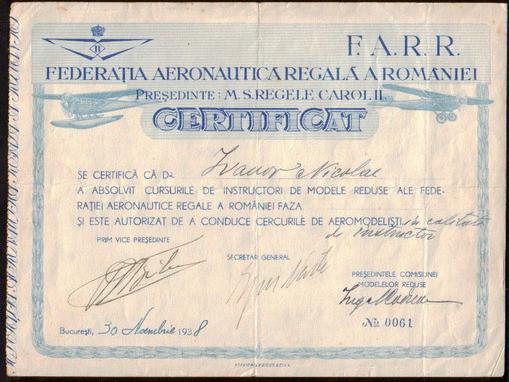 F.A.R.R.
FEDERAȚIA AERONAUTICA REGALĂ A ROMÂNIEI
PREȘEDINTE: M.S. REGELE CAROL II.
CERTIFICAT
SE CERTIFICĂ CĂ D-L Ivanov Nicolae
A ABSOLVIT CURSURILE DE INSTRUCTORI DE MODELE REDUSE ALE FEDE-
RAȚIEI AERONAUTICE REGALE A ROMÂNIEI FAZA
ȘI ESTE AUTORIZAT DE A CONDUCE CERCURILE DE AEROMODELIȘTI, în calitate
de instructor
PRIM VICE PREȘEDINTE
SECRETAR GENERAL
PREȘEDINTELE COMISIUNEI
MODELELOR REDUSE
București, 30 Noembrie 1938
№ 0061